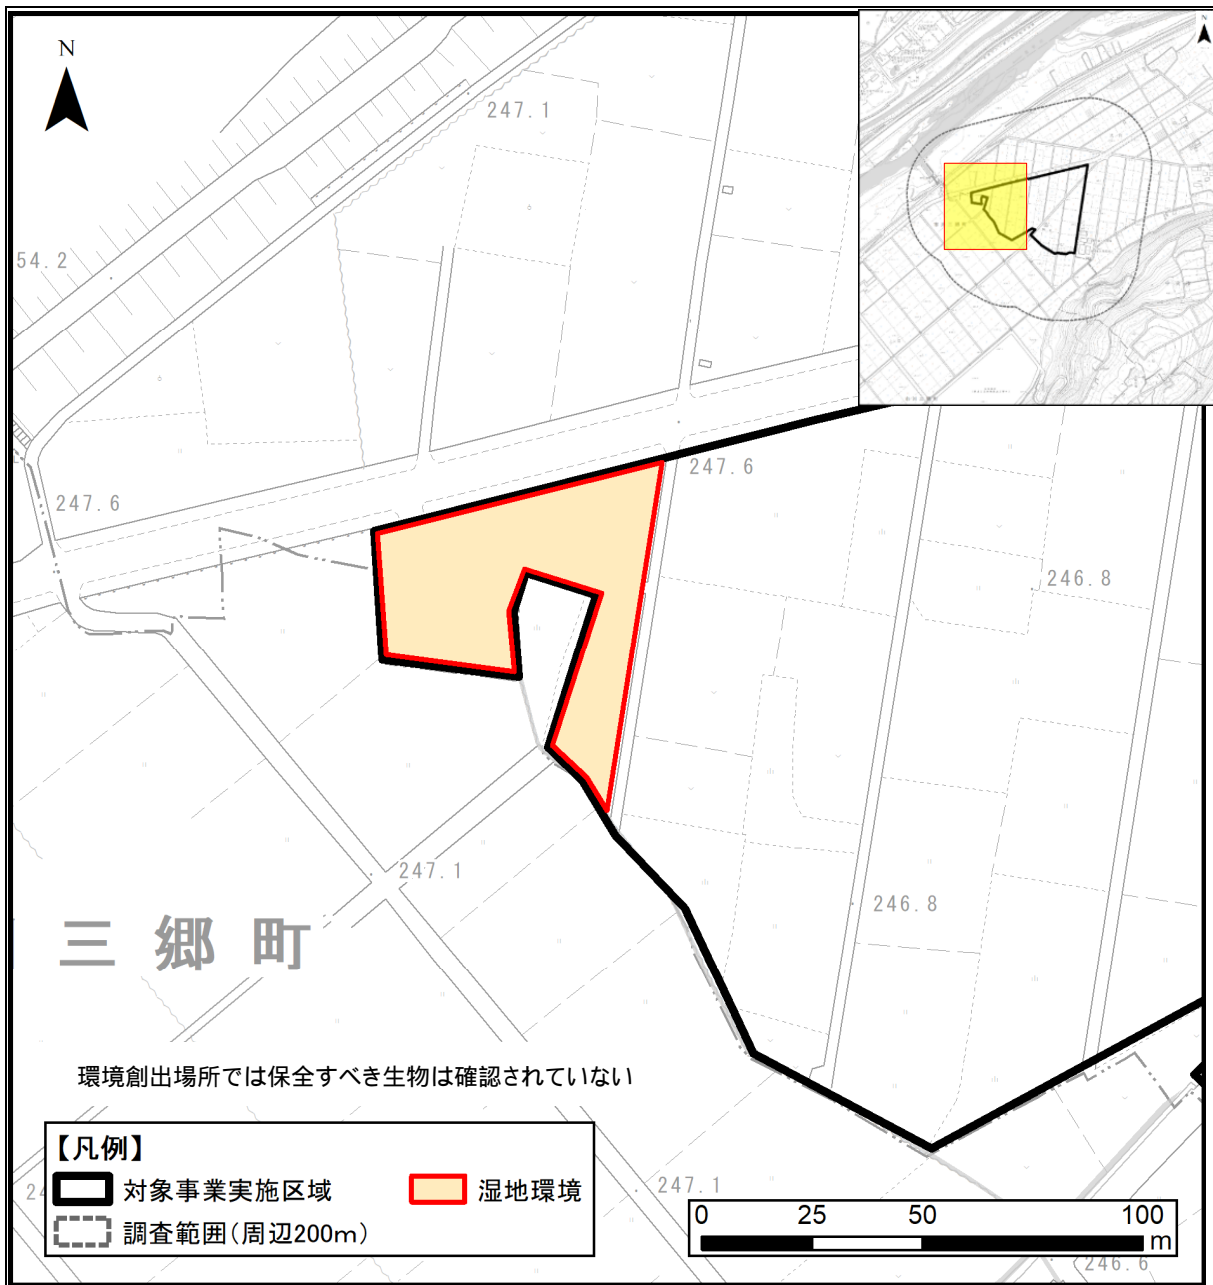 N
N
247.1
54.2
247.6
247.6
246.8
247.1
246.8
三郷町
環境創出場所では保全すべき生物は確認されていない
【凡例】
対象事業実施区域
湿地環境
調査範囲(周辺200m)
247.1
0 25 50 100
m
246.6